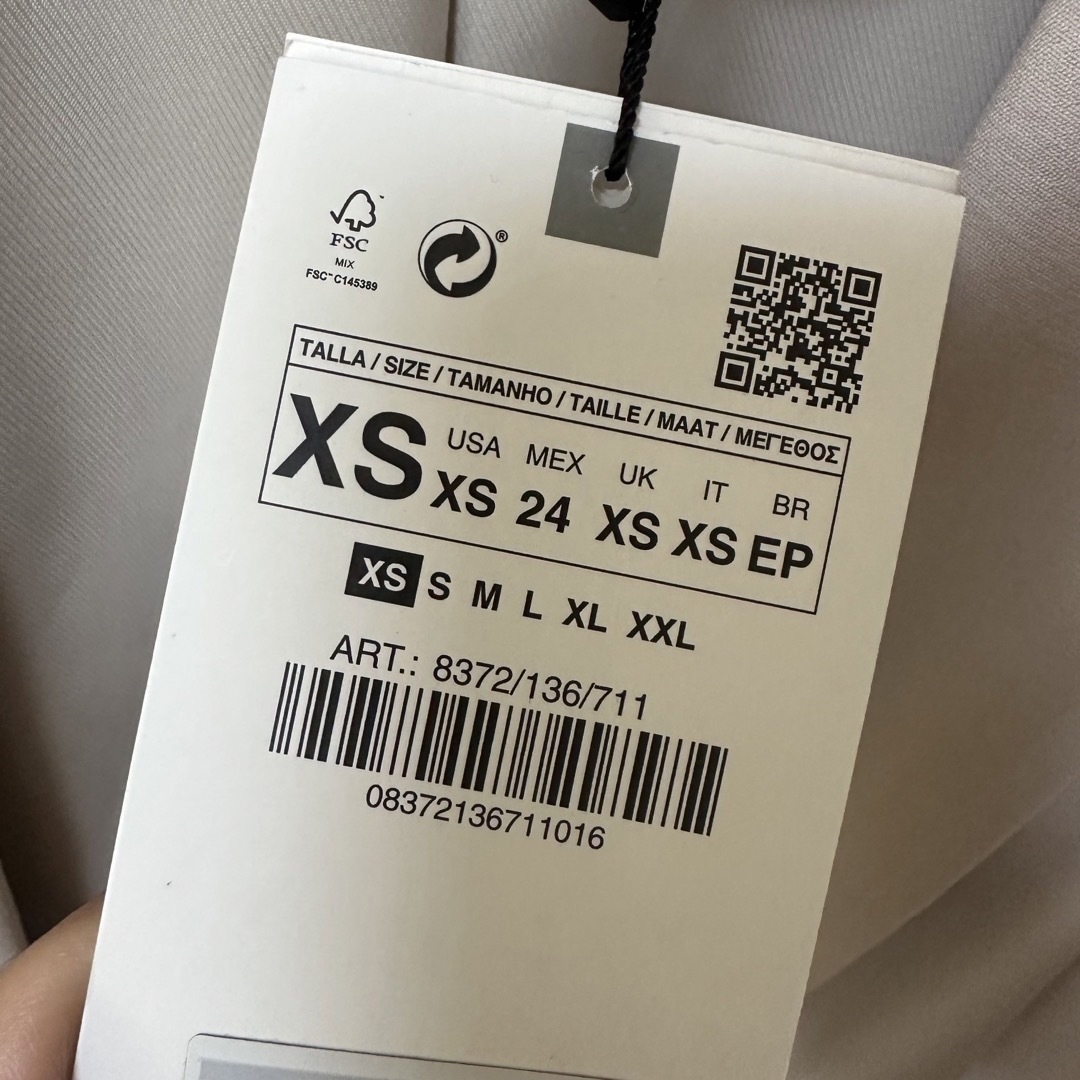 FSC™
MIX
FSC™ C145389
®
TALLA / SIZE / TAMANHO / TAILLE / MAAT / ΜΕΓΕΘΟΣ
XS
USA MEX UK IT BR
XS 24 XS XS EP
XS S M L XL XXL
ART.: 8372/136/711
08372136711016